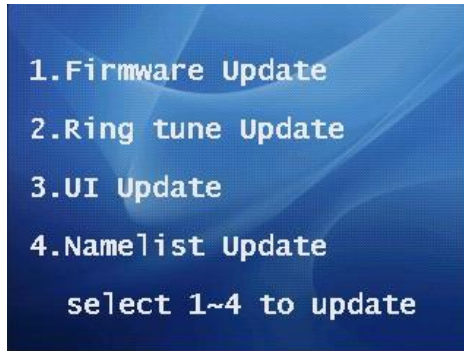 1.Firmware Update
2.Ring tune Update
3.UI Update
4.Namelist Update
select 1~4 to update